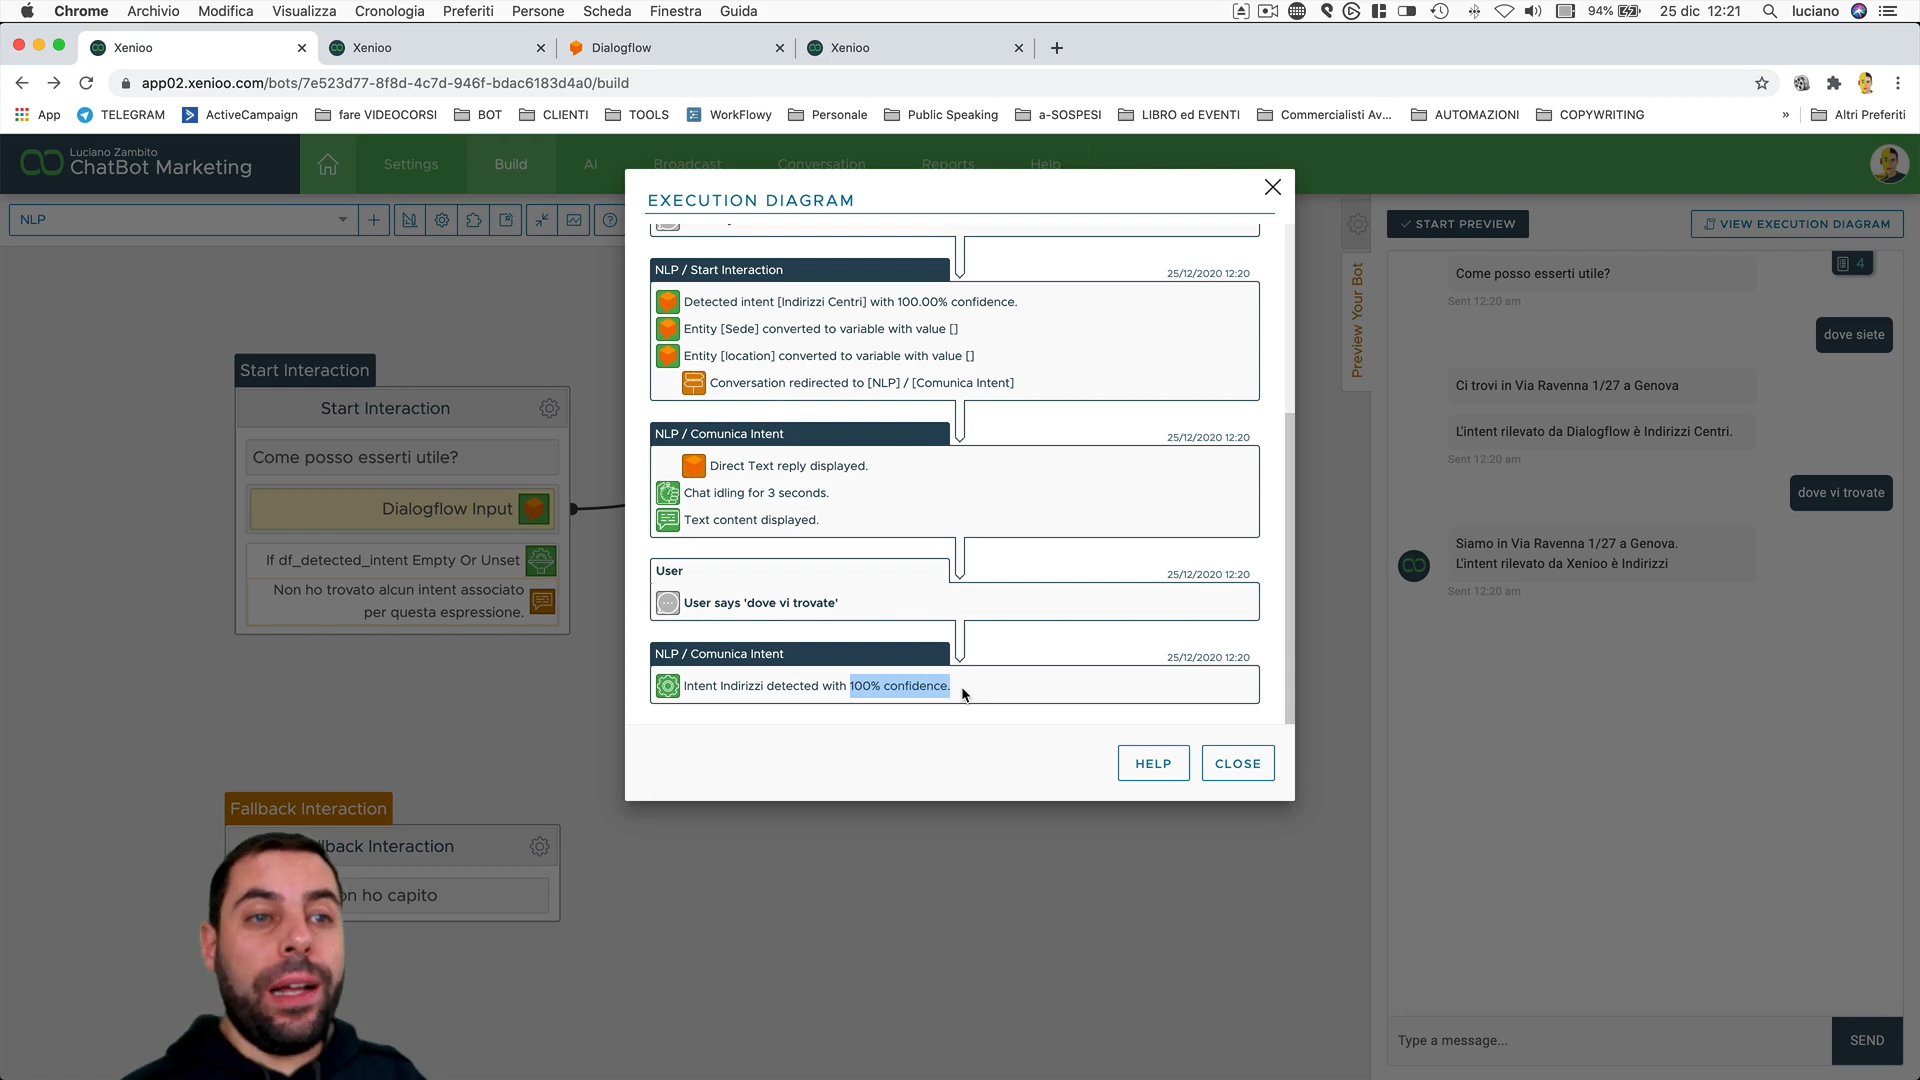 Chrome Archivio Modifica Visualizza Cronologia Preferiti Persone Scheda Finestra Guida 94% 25 dic 12:21 luciano
Xenioo Xenioo Dialogflow Xenioo
app02.xenioo.com/bots/7e523d77-8f8d-4c7d-946f-bdac6183d4a0/build
App TELEGRAM ActiveCampaign fare VIDEOCORSI BOT CLIENTI TOOLS WorkFlowy Personale Public Speaking a-SOSPESI LIBRO ed EVENTI Commercialisti Av... AUTOMAZIONI COPYWRITING » Altri Preferiti
Luciano Zambito
ChatBot Marketing
Settings Build AI Broadcast Conversation Reports Help
NLP
START PREVIEW
VIEW EXECUTION DIAGRAM
EXECUTION DIAGRAM
NLP / Start Interaction
25/12/2020 12:20
Detected intent [Indirizzi Centri] with 100.00% confidence.
Entity [Sede] converted to variable with value []
Entity [location] converted to variable with value []
Conversation redirected to [NLP] / [Comunica Intent]
NLP / Comunica Intent
25/12/2020 12:20
Direct Text reply displayed.
Chat idling for 3 seconds.
Text content displayed.
User
25/12/2020 12:20
User says 'dove vi trovate'
NLP / Comunica Intent
25/12/2020 12:20
Intent Indirizzi detected with 100% confidence.
HELP
CLOSE
Start Interaction
Start Interaction
Come posso esserti utile?
Dialogflow Input
If df_detected_intent Empty Or Unset
Non ho trovato alcun intent associato
per questa espressione.
Fallback Interaction
lback Interaction
on ho capito
Preview Your Bot
4
Come posso esserti utile?
Sent 12:20 am
dove siete
Ci trovi in Via Ravenna 1/27 a Genova
L'intent rilevato da Dialogflow è Indirizzi Centri.
Sent 12:20 am
dove vi trovate
Siamo in Via Ravenna 1/27 a Genova.
L'intent rilevato da Xenioo è Indirizzi
Sent 12:20 am
Type a message...
SEND